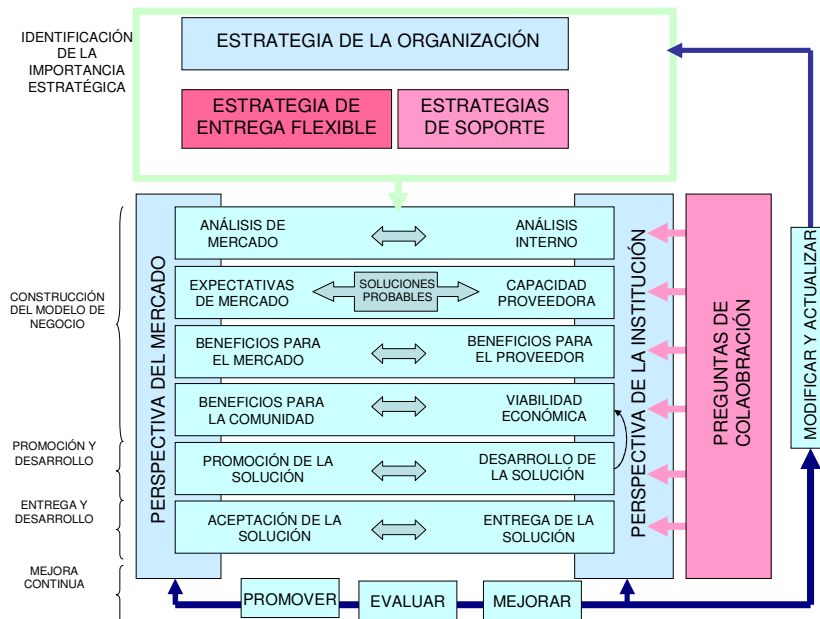 IDENTIFICACIÓN
DE LA
IMPORTANCIA
ESTRATÉGICA
ESTRATEGIA DE LA ORGANIZACIÓN
ESTRATEGIA DE
ENTREGA FLEXIBLE
ESTRATEGIAS
DE SOPORTE
CONSTRUCCIÓN
DEL MODELO DE
NEGOCIO
PROMOCIÓN Y
DESARROLLO
ENTREGA Y
DESARROLLO
MEJORA
CONTINUA
PERSPECTIVA DEL MERCADO
ANÁLISIS DE
MERCADO
ANÁLISIS
INTERNO
EXPECTATIVAS
DE MERCADO
SOLUCIONES
PROBABLES
CAPACIDAD
PROVEEDORA
BENEFICIOS PARA
EL MERCADO
BENEFICIOS PARA
EL PROVEEDOR
BENEFICIOS PARA
LA COMUNIDAD
VIABILIDAD
ECONÓMICA
PROMOCIÓN DE LA
SOLUCIÓN
DESARROLLO DE
LA SOLUCIÓN
ACEPTACIÓN DE LA
SOLUCIÓN
ENTREGA DE LA
SOLUCIÓN
PERSPECTIVA DE LA INSTITUCIÓN
PREGUNTAS DE
COLAOBRACIÓN
MODIFICAR Y ACTUALIZAR
PROMOVER
EVALUAR
MEJORAR